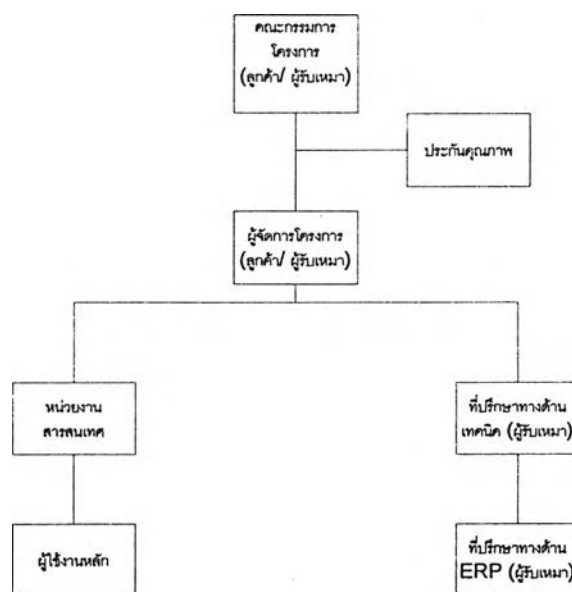 คณะกรรมการ
โครงการ
(ลูกค้า/ ผู้รับเหมา)
ประกันคุณภาพ
ผู้จัดการโครงการ
(ลูกค้า/ ผู้รับเหมา)
หน่วยงาน
สารสนเทศ
ที่ปรึกษาทางด้าน
เทคนิค (ผู้รับเหมา)
ผู้ใช้งานหลัก
ที่ปรึกษาทางด้าน
ERP (ผู้รับเหมา)